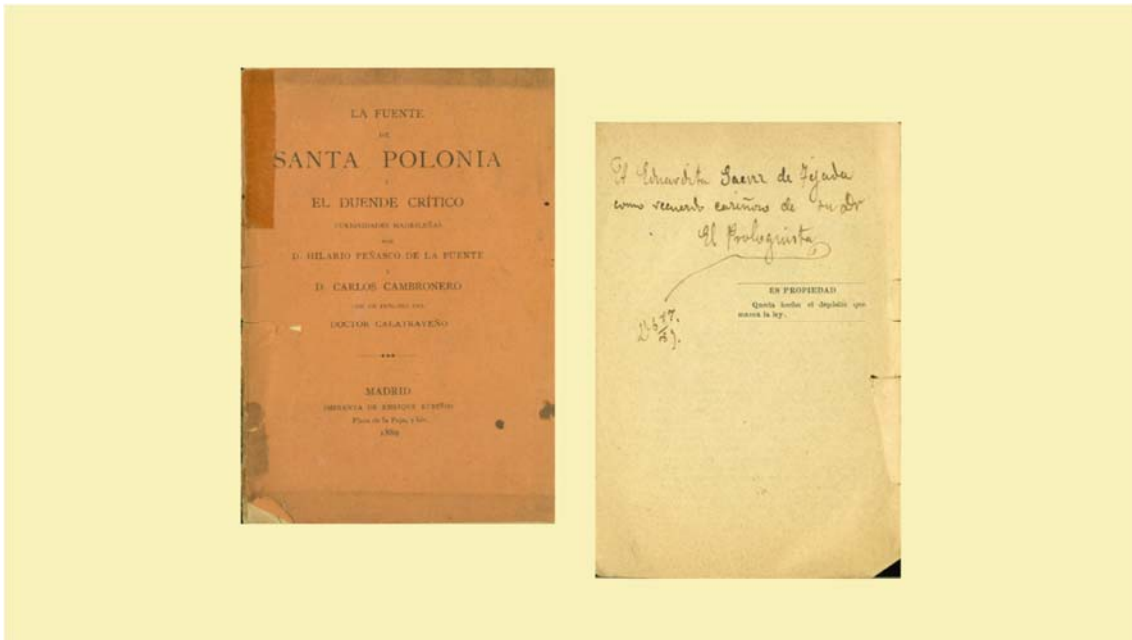 LA FUENTE
DE
SANTA POLONIA
Y
EL DUENDE CRÍTICO
CURIOSIDADES MADRILEÑAS
POR
D. HILARIO PEÑASCO DE LA PUENTE
Y
D. CARLOS CAMBRONERO
CON UN PRÓLOGO DEL
DOCTOR CALATRAVEÑO
MADRID
IMPRENTA DE ENRIQUE RUBIÑOS
Plaza de la Paja, 7 bis.
1889
A Eduardito Saenz de Tejada
como recuerdo cariñoso de su Dr
El Prologuista
ES PROPIEDAD
Queda hecho el depósito que
marca la ley.